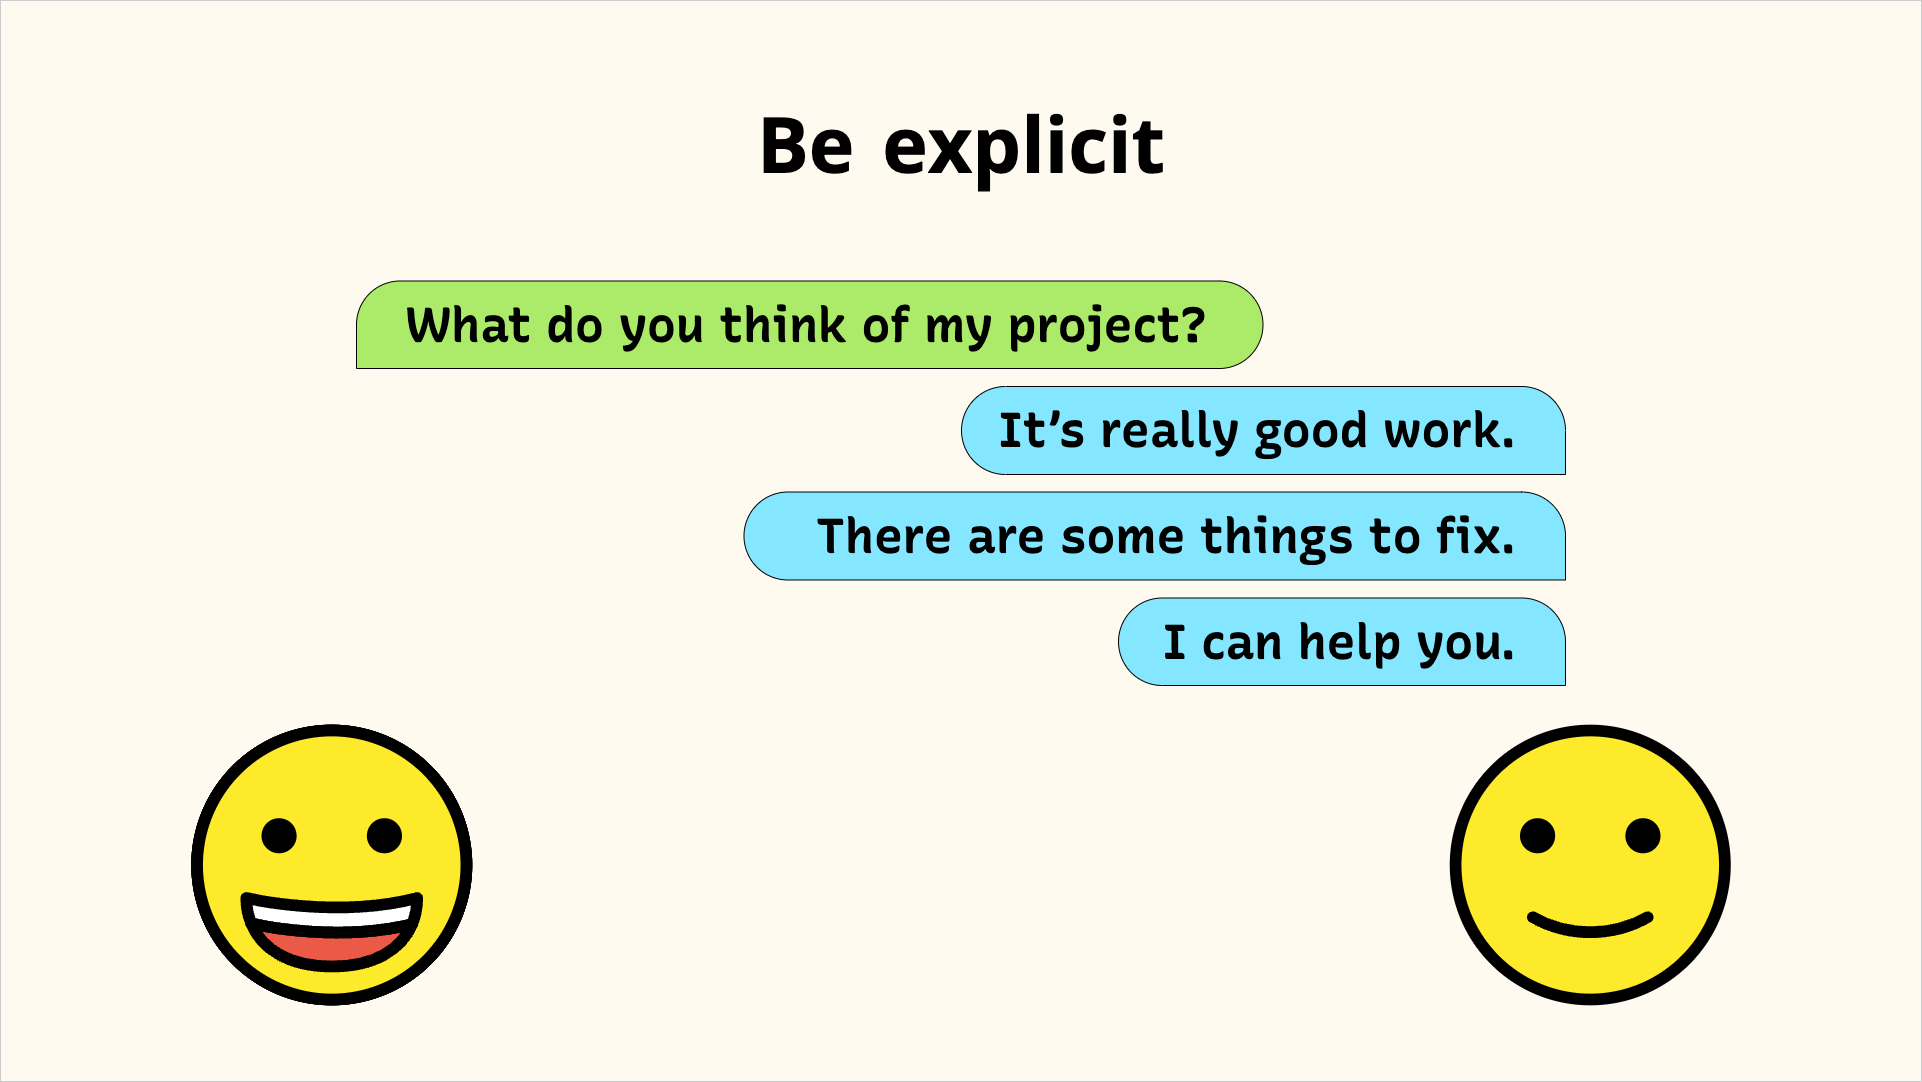 Be explicit
What do you think of my project?
It’s really good work.
There are some things to fix.
I can help you.